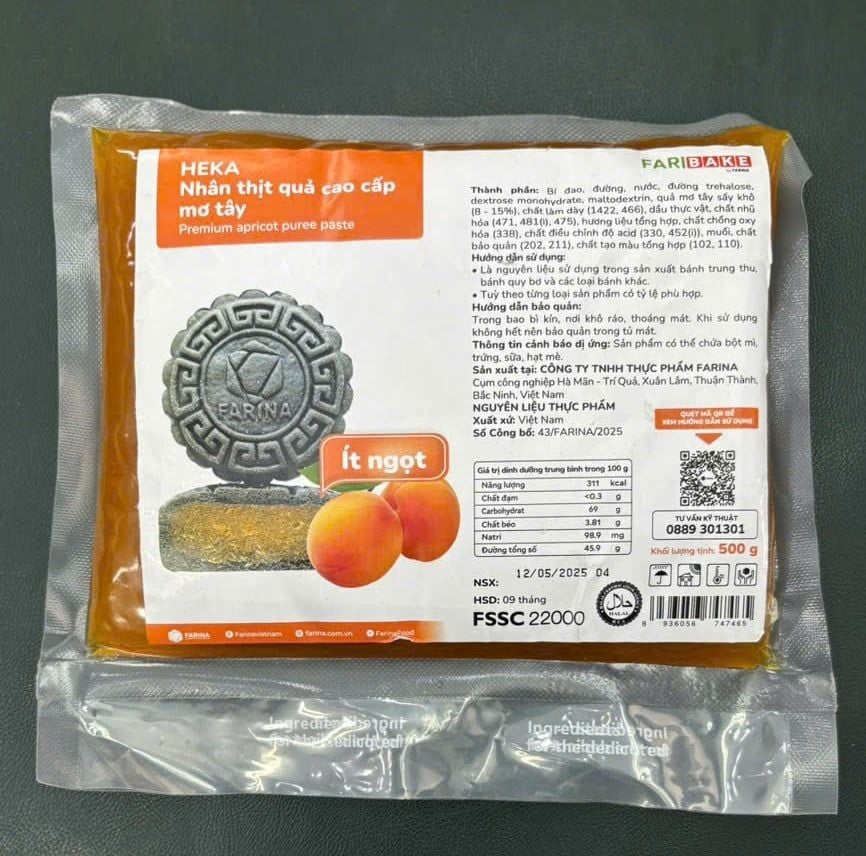 HEKA
Nhân thịt quả cao cấp
mơ tây
Premium apricot puree paste
FARINA
Ít ngọt
FARINA
Farinavietnam
farina.com.vn
FarinaFood
FARIBAKE
by FARINA
Thành phần: Bí đao, đường, nước, đường trehalose,
dextrose monohydrate, maltodextrin, quả mơ tây sấy khô
(8 - 15%), chất làm dày (1422, 466), dầu thực vật, chất nhũ
hóa (471, 481(i), 475), hương liệu tổng hợp, chất chống oxy
hóa (338), chất điều chỉnh độ acid (330, 452(i)), muối, chất
bảo quản (202, 211), chất tạo màu tổng hợp (102, 110).
Hướng dẫn sử dụng:
• Là nguyên liệu sử dụng trong sản xuất bánh trung thu,
bánh quy bơ và các loại bánh khác.
• Tuỳ theo từng loại sản phẩm có tỷ lệ phù hợp.
Hướng dẫn bảo quản:
Trong bao bì kín, nơi khô ráo, thoáng mát. Khi sử dụng
không hết nên bảo quản trong tủ mát.
Thông tin cảnh báo dị ứng: Sản phẩm có thể chứa bột mì,
trứng, sữa, hạt mè.
Sản xuất tại: CÔNG TY TNHH THỰC PHẨM FARINA
Cụm công nghiệp Hà Mãn - Trí Quả, Xuân Lâm, Thuận Thành,
Bắc Ninh, Việt Nam
NGUYÊN LIỆU THỰC PHẨM
Xuất xứ: Việt Nam
Số Công bố: 43/FARINA/2025
QUÉT MÃ QR ĐỂ
XEM HƯỚNG DẪN SỬ DỤNG
Giá trị dinh dưỡng trung bình trong 100 g
Năng lượng 311 kcal
Chất đạm <0.3 g
Carbohydrat 69 g
Chất béo 3.81 g
Natri 98.9 mg
Đường tổng số 45.9 g
TƯ VẤN KỸ THUẬT
0889 301301
Khối lượng tịnh: 500 g
NSX: 12/05/2025 04
HSD: 09 tháng
FSSC 22000
حلال
HALAL
8 936056 747465
Ingredients
for the dedicated
Ingredients
for the dedicated